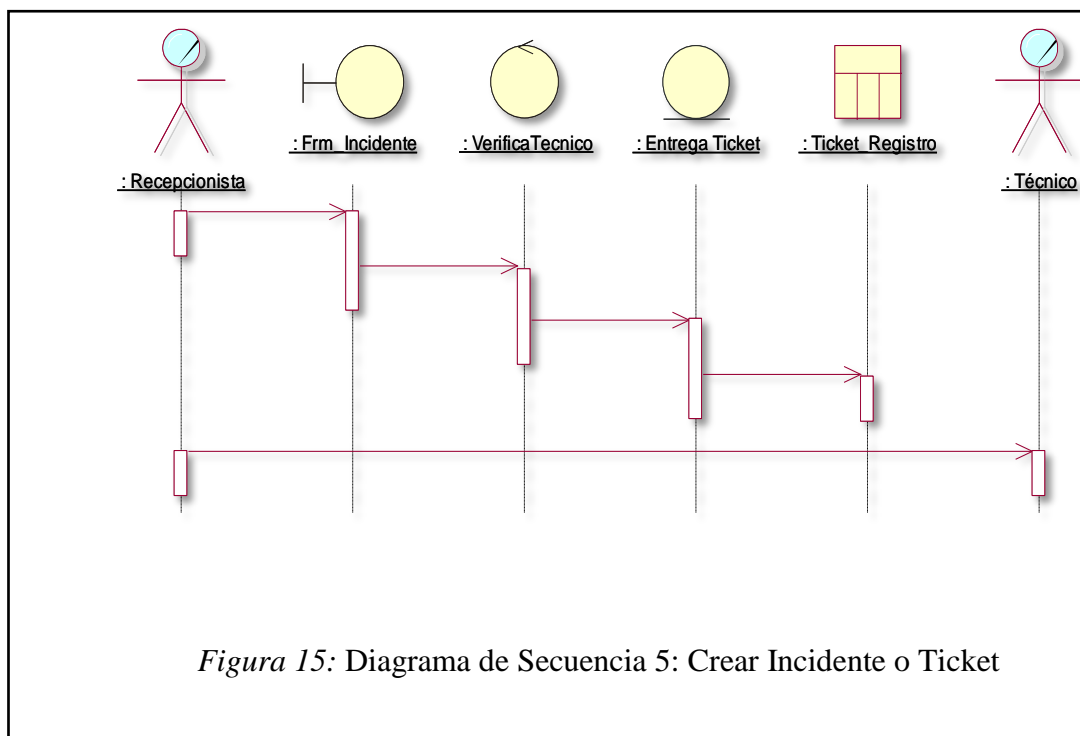 : Frm_Incidente
: VerificaTecnico
: Entrega Ticket
: Ticket_Registro
: Recepcionista
: Técnico
Figura 15: Diagrama de Secuencia 5: Crear Incidente o Ticket